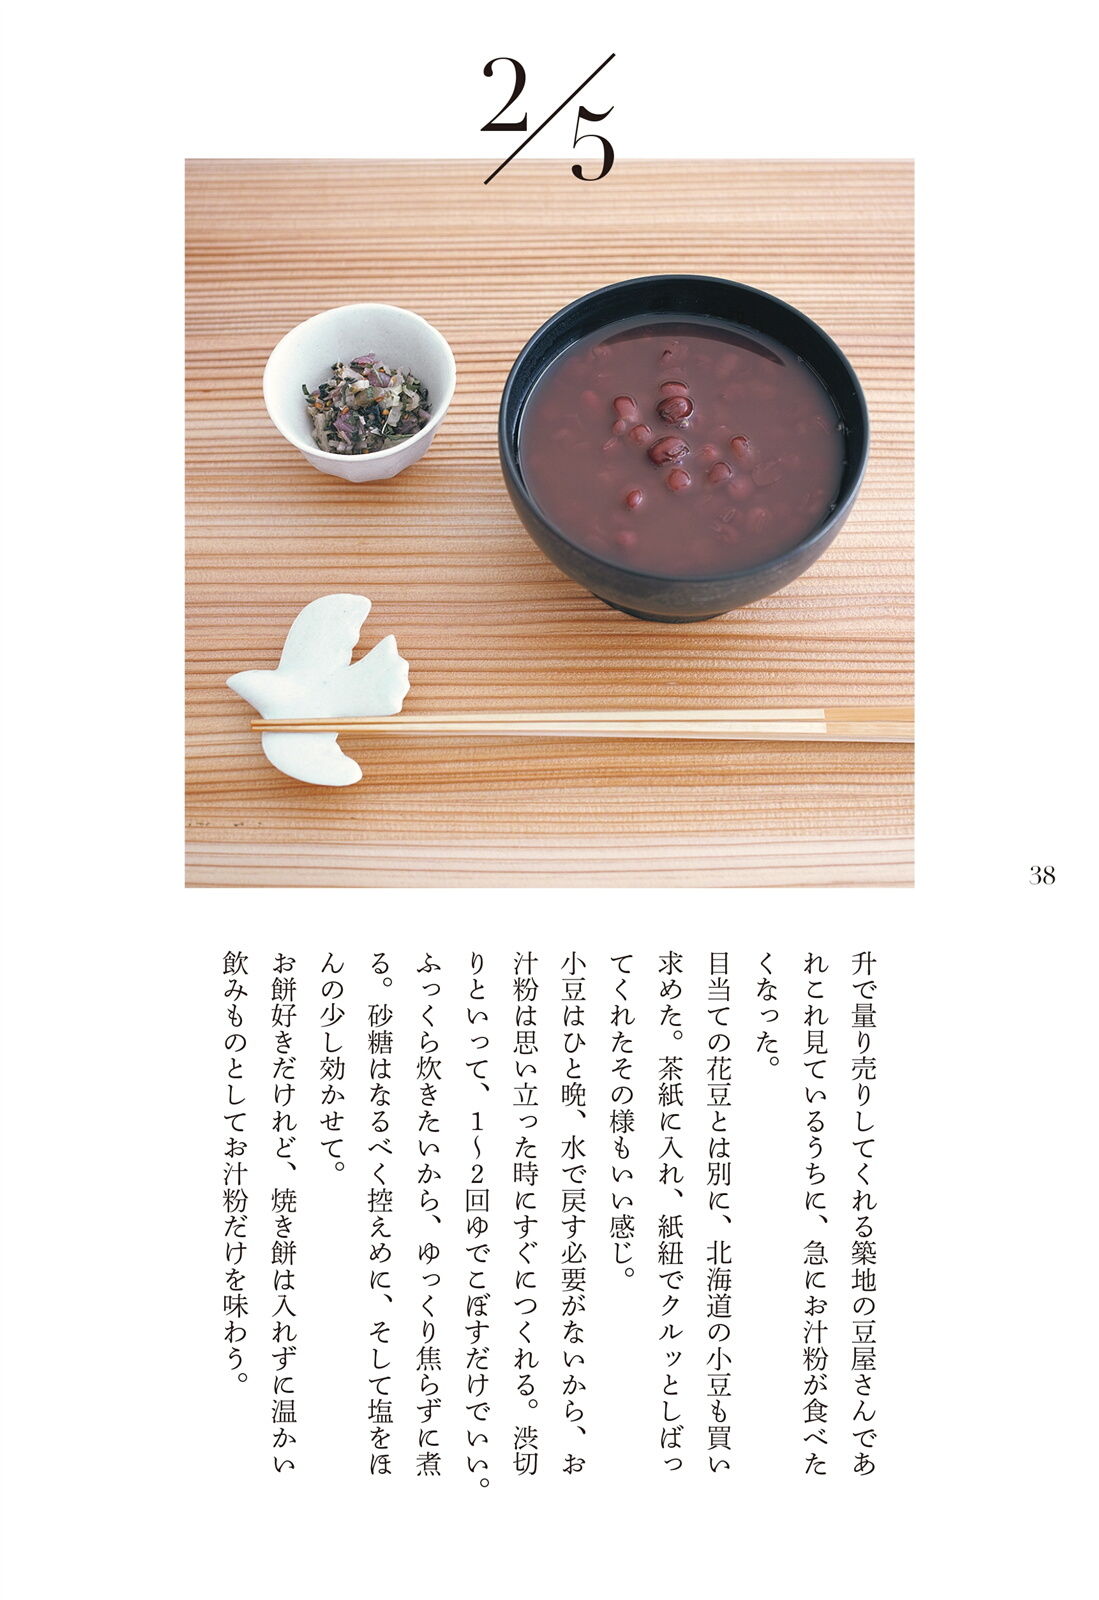 2/5
38
升で量り売りしてくれる築地の豆屋さんであ
れこれ見ているうちに、急にお汁粉が食べた
くなった。
目当ての花豆とは別に、北海道の小豆も買い
求めた。茶紙に入れ、紙紐でクルッとしばっ
てくれたその様もいい感じ。
小豆はひと晩、水で戻す必要がないから、お
汁粉は思い立った時にすぐにつくれる。渋切
りといって、1〜2回ゆでこぼすだけでいい。
ふっくら炊きたいから、ゆっくり焦らずに煮
る。砂糖はなるべく控えめに、そして塩をほ
んの少し効かせて。
お餅好きだけれど、焼き餅は入れずに温かい
飲みものとしてお汁粉だけを味わう。